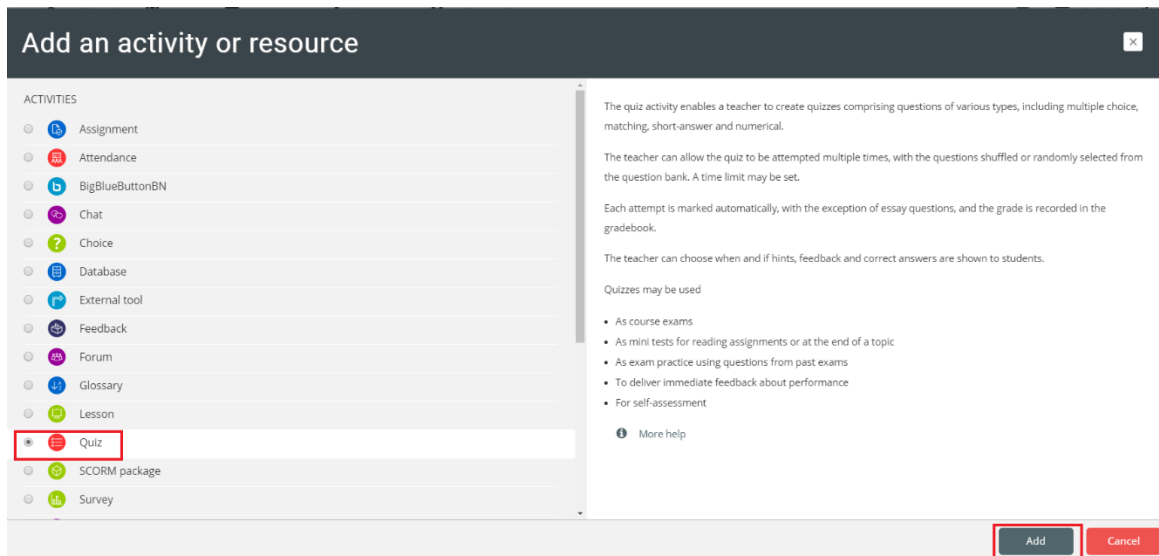 Add an activity or resource
ACTIVITIES
Assignment
Attendance
BigBlueButtonBN
Chat
Choice
Database
External tool
Feedback
Forum
Glossary
Lesson
Quiz
SCORM package
Survey
The quiz activity enables a teacher to create quizzes comprising questions of various types, including multiple choice,
matching, short-answer and numerical.
The teacher can allow the quiz to be attempted multiple times, with the questions shuffled or randomly selected from
the question bank. A time limit may be set.
Each attempt is marked automatically, with the exception of essay questions, and the grade is recorded in the
gradebook.
The teacher can choose when and if hints, feedback and correct answers are shown to students.
Quizzes may be used
• As course exams
• As mini tests for reading assignments or at the end of a topic
• As exam practice using questions from past exams
• To deliver immediate feedback about performance
• For self-assessment
More help
Add
Cancel